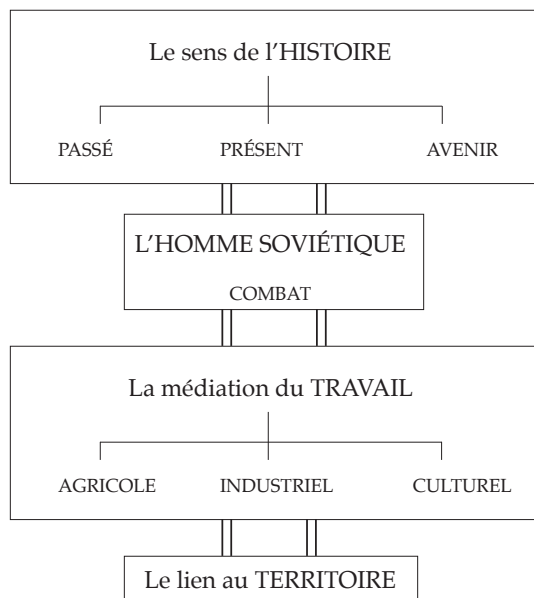 Le sens de l'HISTOIRE
PASSÉ PRÉSENT AVENIR
L'HOMME SOVIÉTIQUE
COMBAT
La médiation du TRAVAIL
AGRICOLE INDUSTRIEL CULTUREL
Le lien au TERRITOIRE